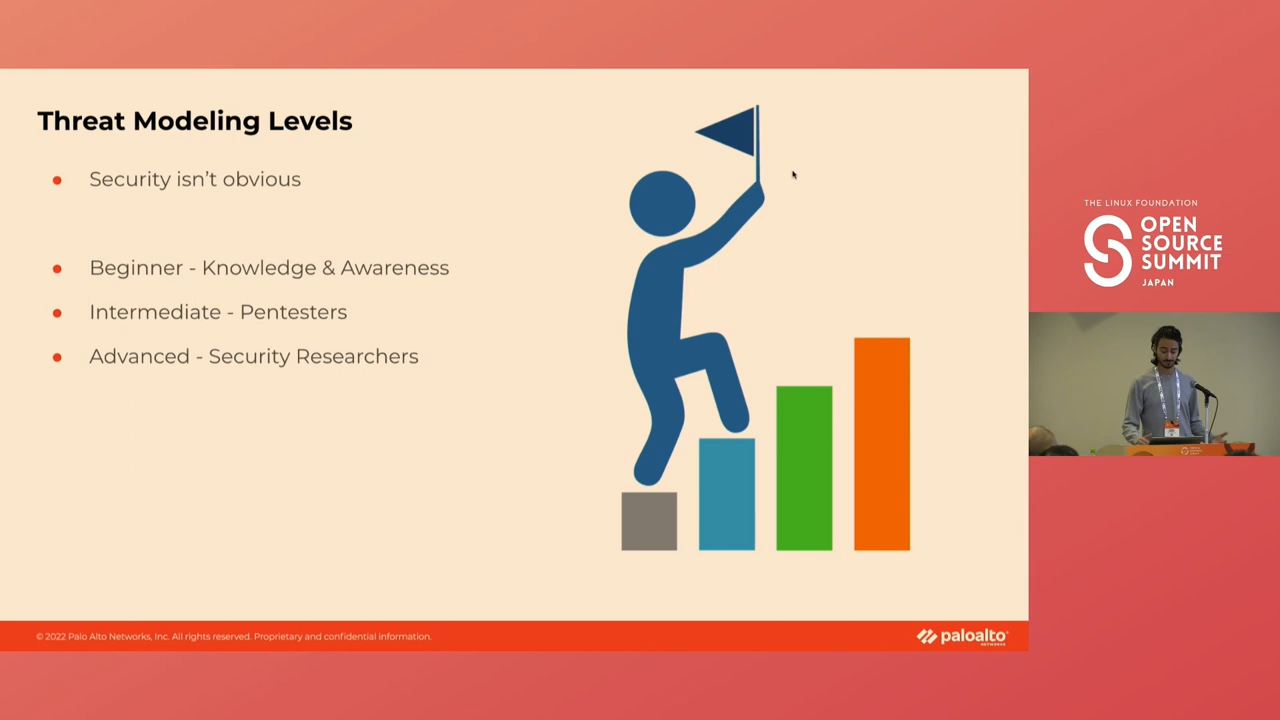 Threat Modeling Levels
Security isn't obvious
Beginner - Knowledge & Awareness
Intermediate - Pentesters
Advanced - Security Researchers
© 2022 Palo Alto Networks, Inc. All rights reserved. Proprietary and confidential information.
paloalto
NETWORKS
THE LINUX FOUNDATION
OPEN
SOURCE
SUMMIT
JAPAN